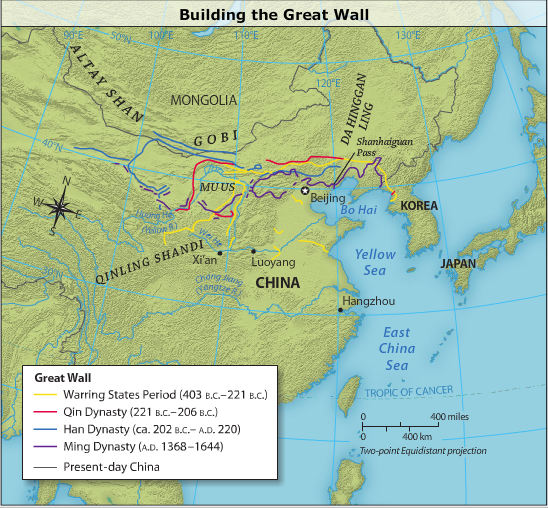 Building the Great Wall
90°E
50°N
100°E
110°E
130°E
120°E
ALTAY SHAN
MONGOLIA
GOBI
DA HINGGAN
LING
Shanhaiguan
Pass
40°N
MU US
Beijing
Bo Hai
KOREA
N
W
E
S
Huang He
(Yellow R.)
Wei He
QINLING SHANDI
Xi'an
Luoyang
Yellow
Sea
JAPAN
30°N
Chang Jiang
(Yangtze R.)
CHINA
Hangzhou
East
China
Sea
Great Wall
Warring States Period (403 B.C.–221 B.C.)
Qin Dynasty (221 B.C.–206 B.C.)
Han Dynasty (ca. 202 B.C.– A.D. 220)
Ming Dynasty (A.D. 1368–1644)
Present-day China
TROPIC OF CANCER
0 400 miles
0 400 km
Two-point Equidistant projection